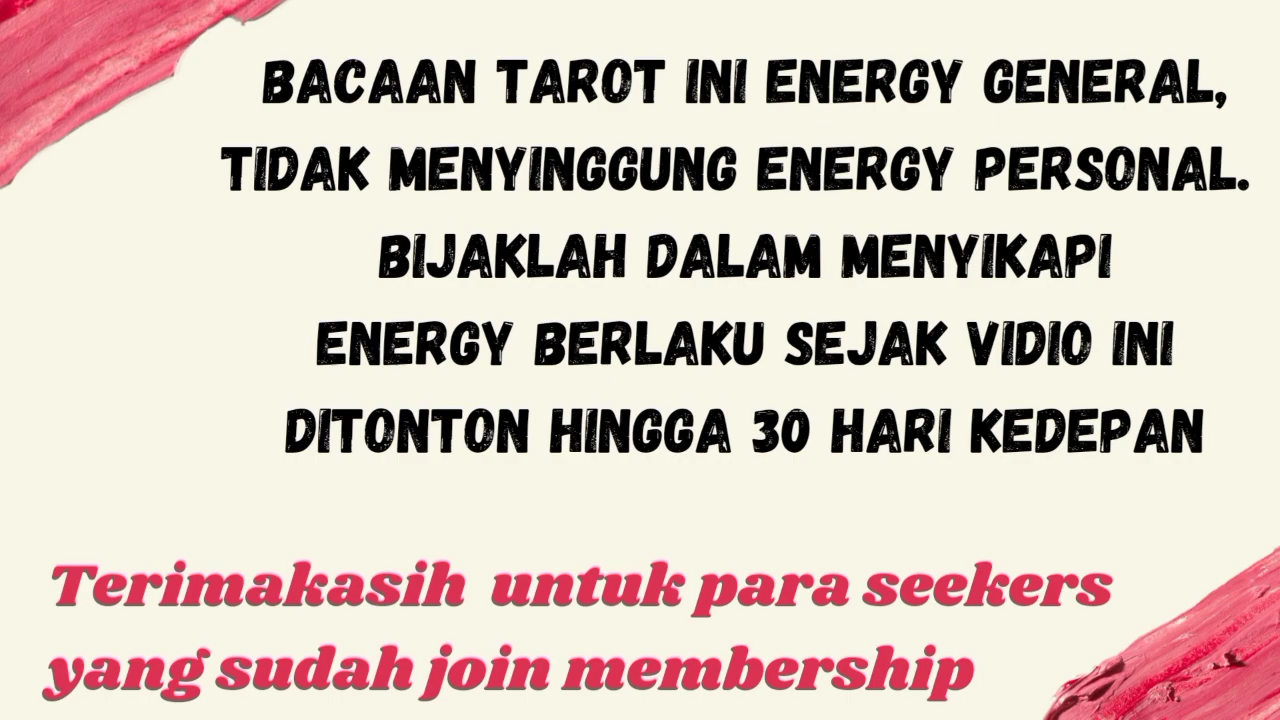 BACAAN TAROT INI ENERGY GENERAL,
TIDAK MENYINGGUNG ENERGY PERSONAL.
BIJAKLAH DALAM MENYIKAPI
ENERGY BERLAKU SEJAK VIDIO INI
DITONTON HINGGA 30 HARI KEDEPAN
Terimakasih untuk para seekers
yang sudah join membership